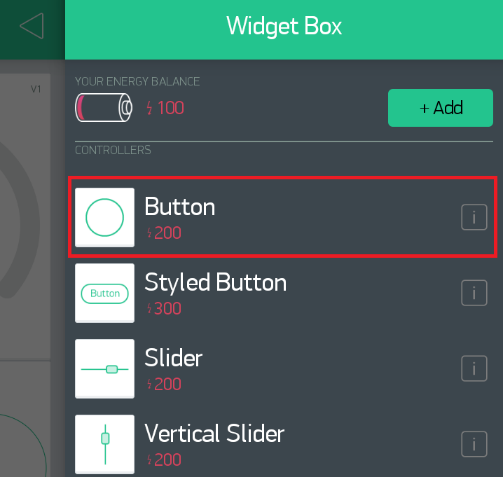 Widget Box
V1
YOUR ENERGY BALANCE
100
+ Add
CONTROLLERS
Button
200
i
Button
Styled Button
300
i
Slider
200
i
Vertical Slider
200
i